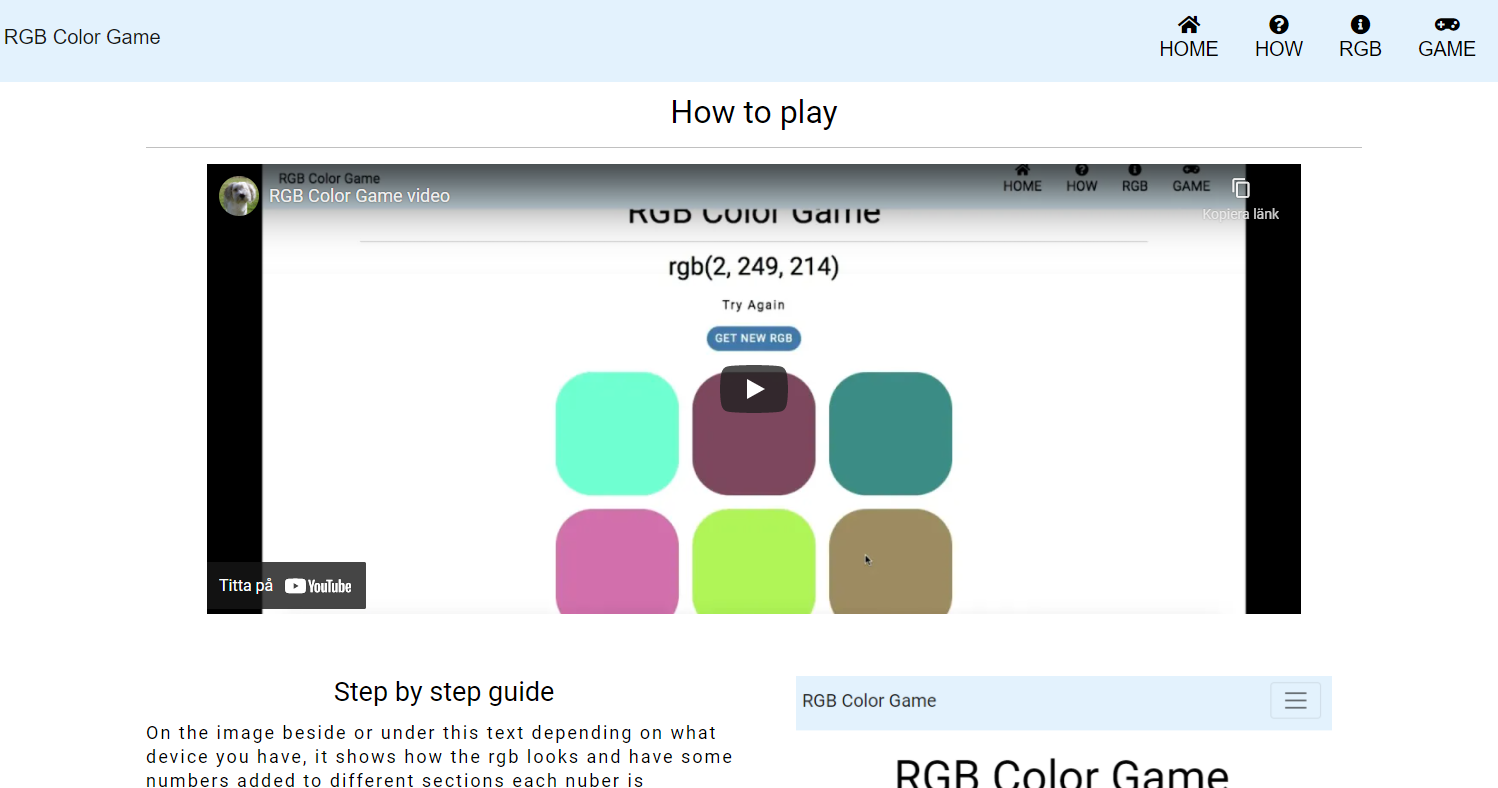 RGB Color Game
HOME
HOW
RGB
GAME
How to play
RGB Color Game
HOME
HOW
RGB
GAME
RGB Color Game video
Kopiera länk
RGB Color Game
rgb(2, 249, 214)
Try Again
GET NEW RGB
Titta på YouTube
Step by step guide
On the image beside or under this text depending on what
device you have, it shows how the rgb looks and have some
numbers added to different sections each nuber is
RGB Color Game
RGB Color Game